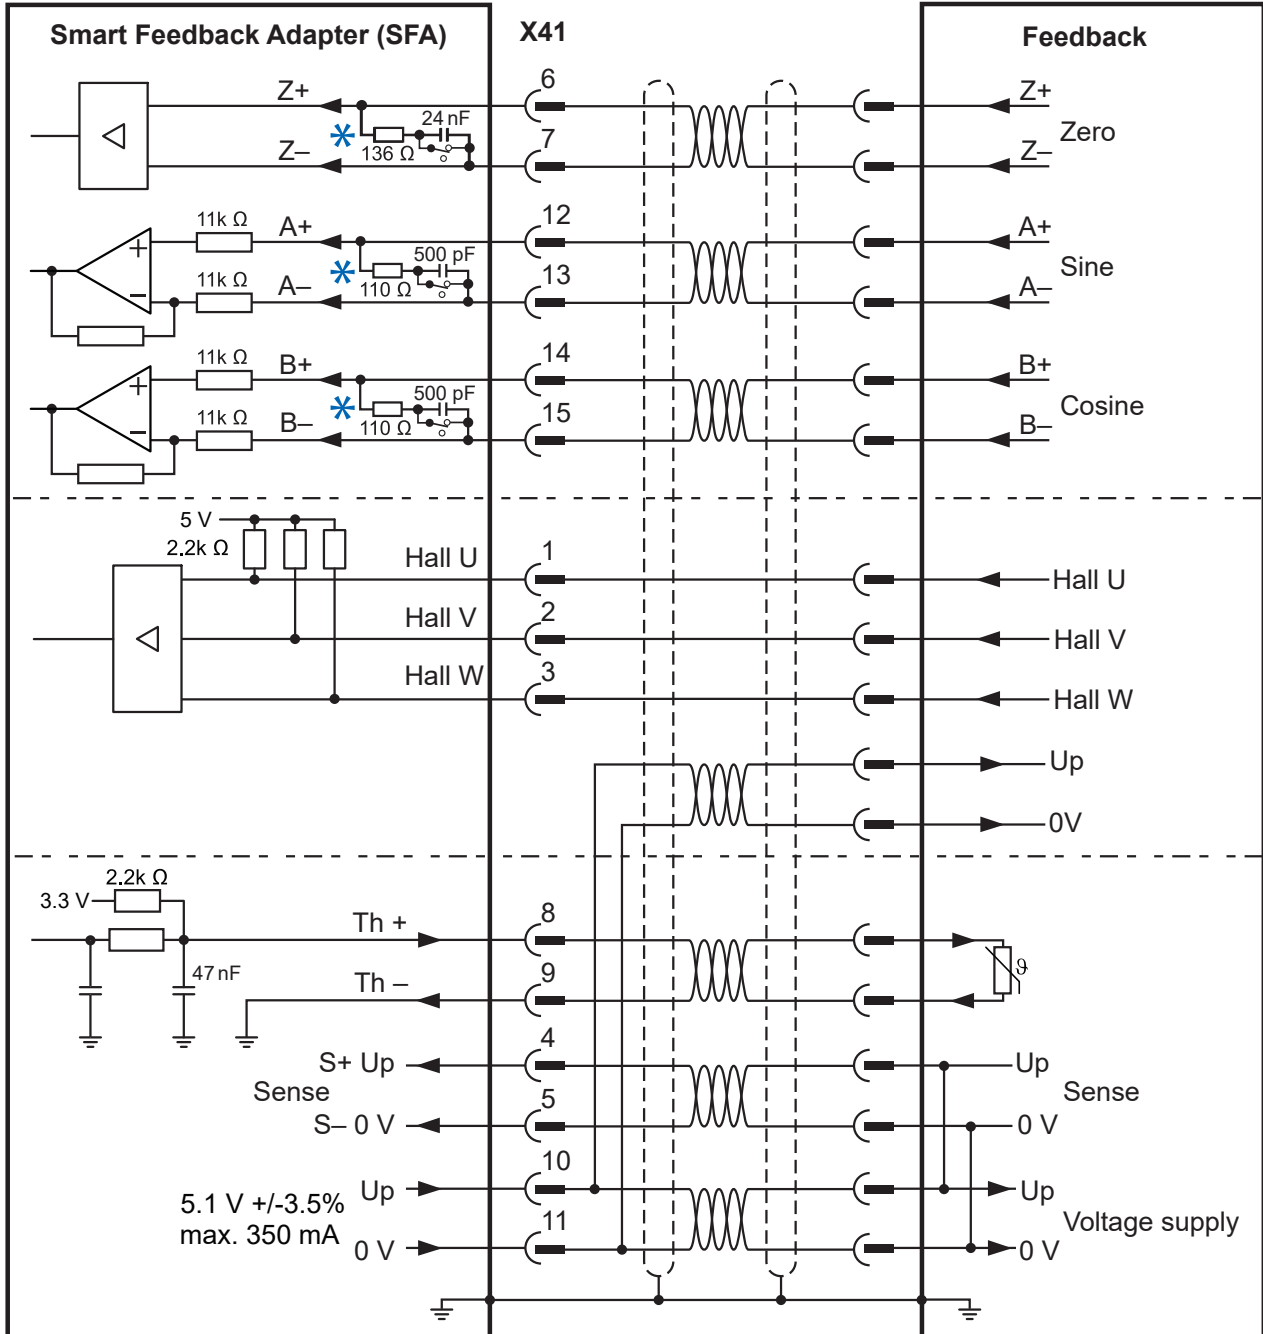 Smart Feedback Adapter (SFA) X41 Feedback
Z+ 6 Z+
24 nF
136 Ω
Zero
Z– 7 Z–
11k Ω A+ 12 A+
+ 500 pF
110 Ω
Sine
– 11k Ω A– 13 A–
11k Ω B+ 14 B+
+ 500 pF
110 Ω
Cosine
– 11k Ω B– 15 B–
5 V
2.2k Ω
Hall U 1 Hall U
Hall V 2 Hall V
Hall W 3 Hall W
Up
0V
2.2k Ω
3.3 V
Th + 8
47 nF
ϑ
Th – 9
S+ Up 4 Up
Sense Sense
S– 0 V 5 0 V
10
5.1 V +/-3.5% Up Up
max. 350 mA
11
Voltage supply
0 V 0 V